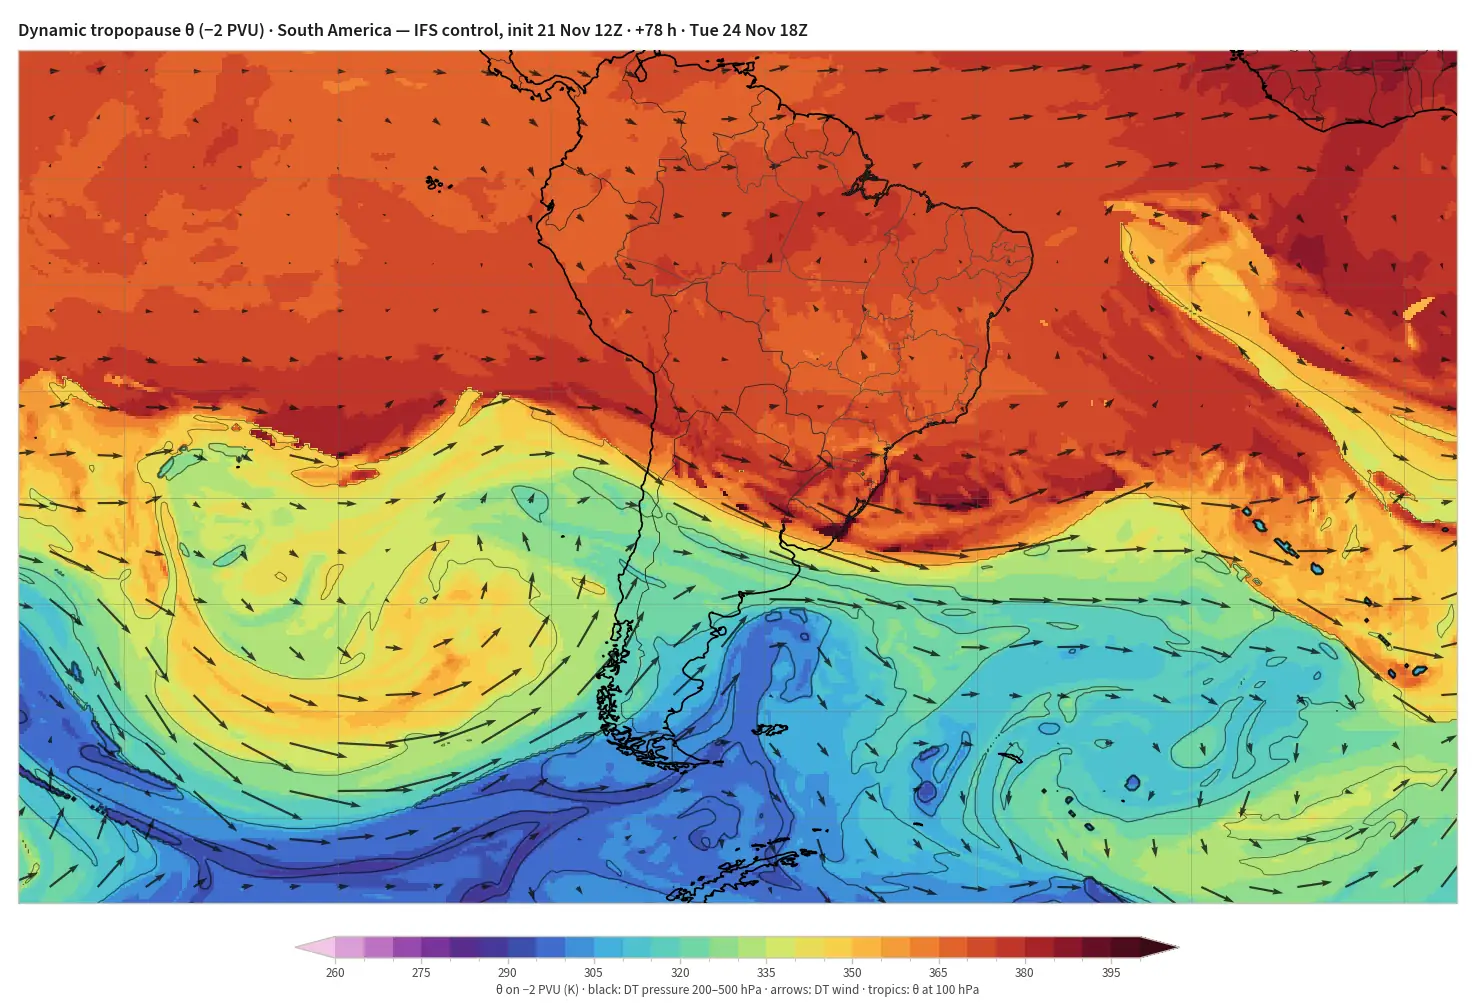 Dynamic tropopause θ (−2 PVU) · South America — IFS control, init 21 Nov 12Z · +78 h · Tue 24 Nov 18Z
260 275 290 305 320 335 350 365 380 395
θ on −2 PVU (K) · black: DT pressure 200–500 hPa · arrows: DT wind · tropics: θ at 100 hPa